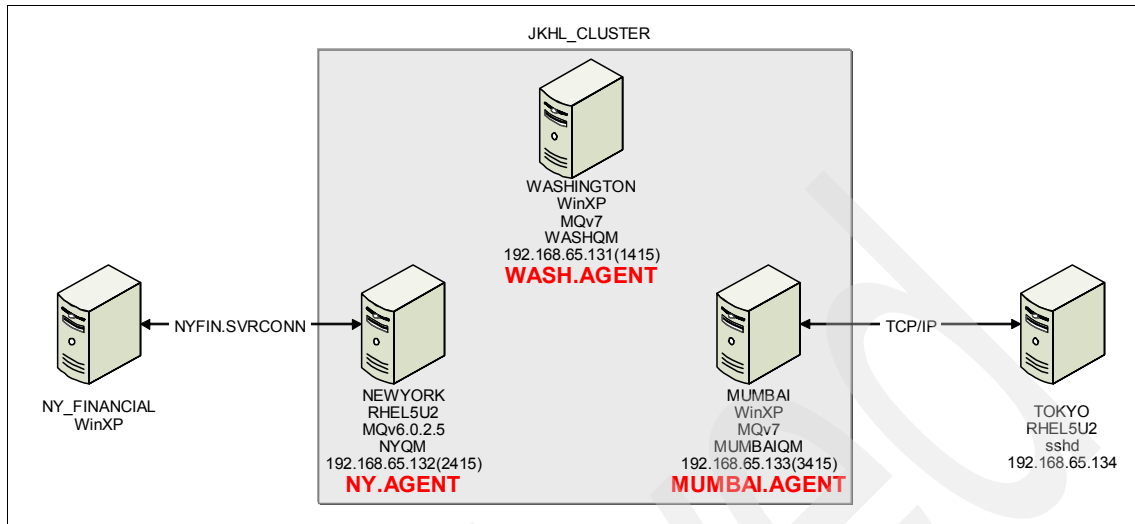 JKHL_CLUSTER
WASHINGTON
WinXP
MQv7
WASHQM
192.168.65.131(1415)
WASH.AGENT
NYFIN.SVRCONN
TCP/IP
NY_FINANCIAL
WinXP
NEWYORK
RHEL5U2
MQv6.0.2.5
NYQM
192.168.65.132(2415)
NY.AGENT
MUMBAI
WinXP
MQv7
MUMBAIQM
192.168.65.133(3415)
MUMBAI.AGENT
TOKYO
RHEL5U2
sshd
192.168.65.134